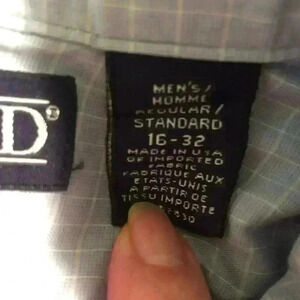 D
MEN'S/
HOMME
REGULAR/
STANDARD
16-32
MADE IN USA
OF IMPORTED
FABRIC
FABRIQUE AUX
ETATS-UNIS
A PARTIR DE
TISSU IMPORTE